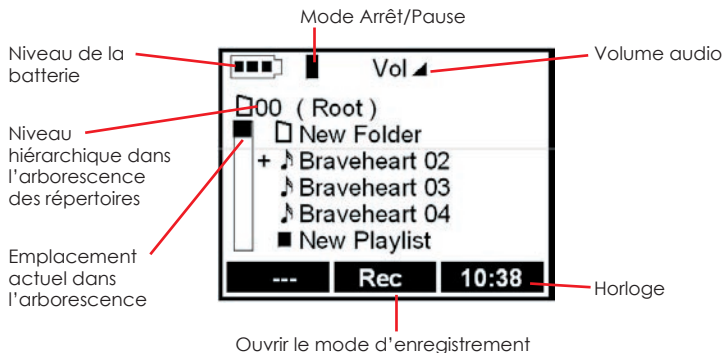 Mode Arrêt/Pause
Niveau de la
batterie
Volume audio
Vol
00 ( Root )
New Folder
Niveau
hiérarchique dans
l'arborescence
des répertoires
+ Braveheart 02
Braveheart 03
Braveheart 04
New Playlist
Emplacement
actuel dans
l'arborescence
--- Rec 10:38
Horloge
Ouvrir le mode d'enregistrement